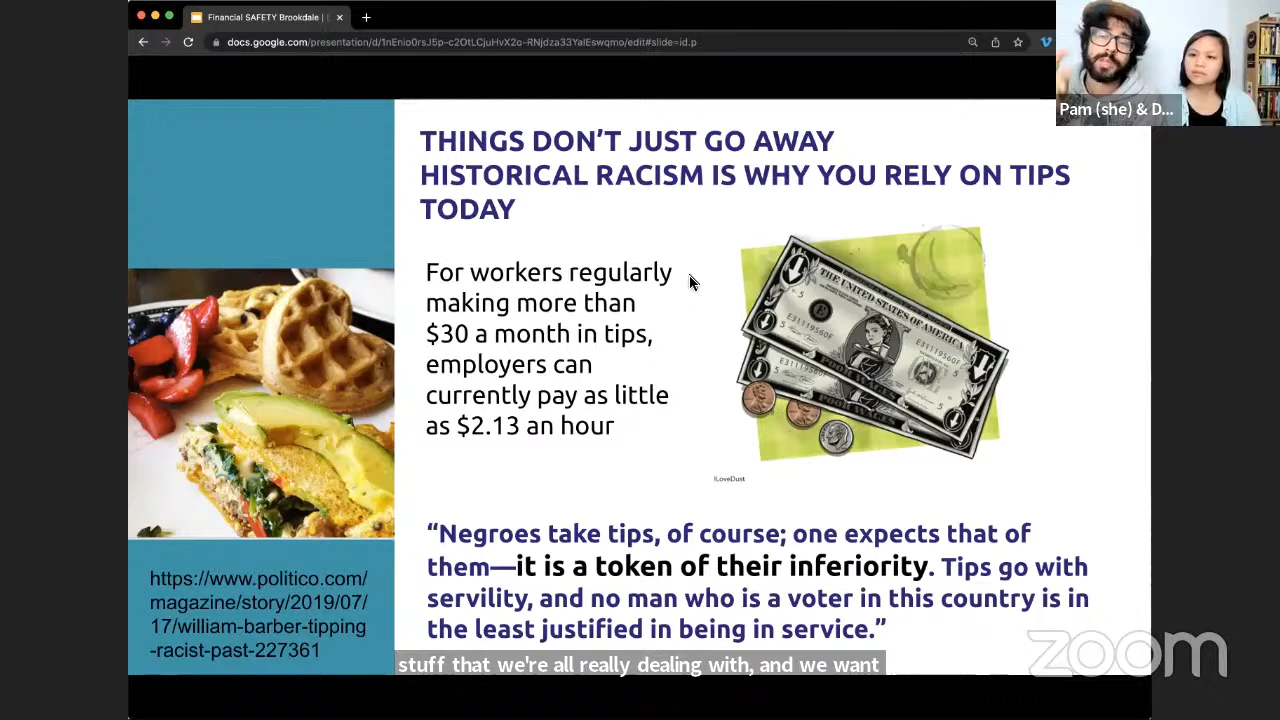 Financial SAFETY Brookdale | [
docs.google.com/presentation/d/1nEnio0rsJ5p-c2OtLCjuHvX2o-RNjdza33YalEswqmo/edit#slide=id.p
Pam (she) & D...
THINGS DON’T JUST GO AWAY
HISTORICAL RACISM IS WHY YOU RELY ON TIPS
TODAY
For workers regularly
making more than
$30 a month in tips,
employers can
currently pay as little
as $2.13 an hour
THE UNITED STATES OF AMERICA
E31119560F
E31119560F
POOR WAGES
POOR WAGES
ILoveDust
“Negroes take tips, of course; one expects that of
them—it is a token of their inferiority. Tips go with
servility, and no man who is a voter in this country is in
the least justified in being in service.”
https://www.politico.com/
magazine/story/2019/07/
17/william-barber-tipping
-racist-past-227361
stuff that we're all really dealing with, and we want
zoom